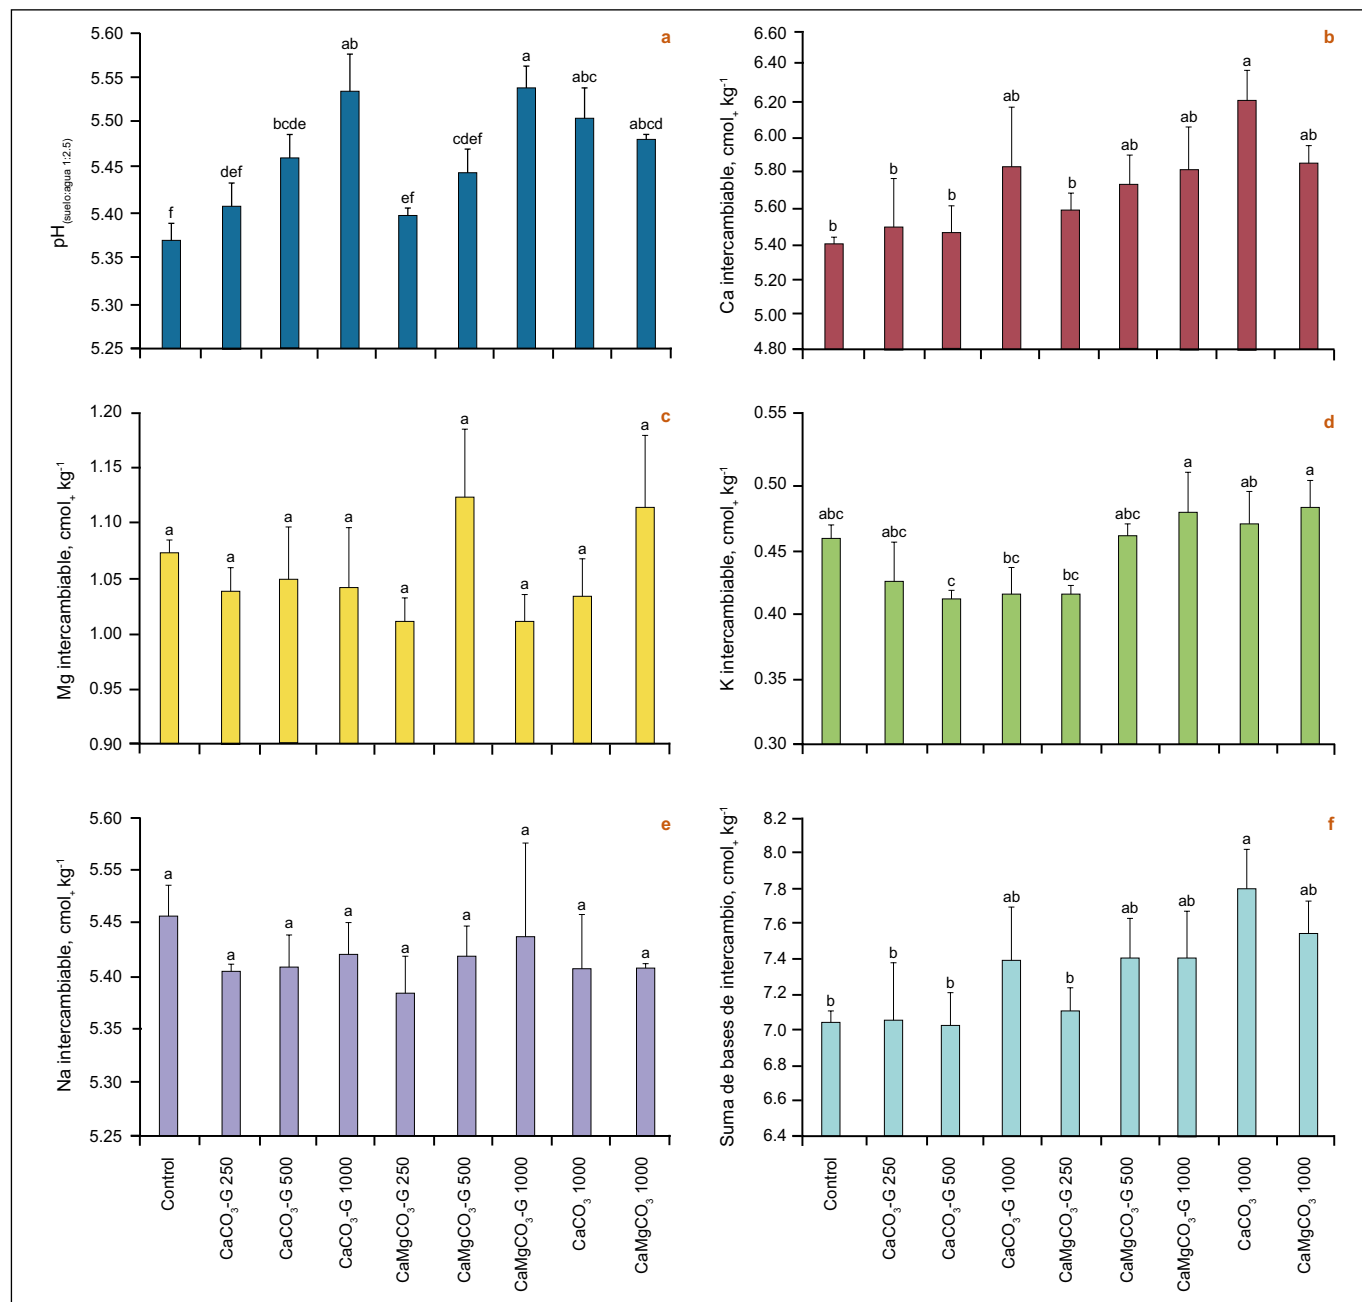 a
pH(suelo:agua 1:2.5)
5.60
5.55
5.50
5.45
5.40
5.35
5.30
5.25
f
def
bcde
ab
ef
cdef
a
abc
abcd
b
Ca intercambiable, cmol₊ kg⁻¹
6.60
6.40
6.20
6.00
5.80
5.60
5.40
5.20
5.00
4.80
b
b
b
ab
b
ab
ab
a
ab
c
Mg intercambiable, cmol₊ kg⁻¹
1.20
1.15
1.10
1.05
1.00
0.95
0.90
a
a
a
a
a
a
a
a
a
d
K intercambiable, cmol₊ kg⁻¹
0.55
0.50
0.45
0.40
0.35
0.30
abc
abc
c
bc
bc
abc
a
ab
a
e
Na intercambiable, cmol₊ kg⁻¹
5.60
5.55
5.45
5.40
5.35
5.30
5.25
a
a
a
a
a
a
a
a
a
Control
CaCO₃-G 250
CaCO₃-G 500
CaCO₃-G 1000
CaMgCO₃-G 250
CaMgCO₃-G 500
CaMgCO₃-G 1000
CaCO₃ 1000
CaMgCO₃ 1000
f
Suma de bases de intercambio, cmol₊ kg⁻¹
8.2
8.0
7.8
7.6
7.4
7.2
7.0
6.8
6.6
6.4
b
b
b
ab
b
ab
ab
a
ab
Control
CaCO₃-G 250
CaCO₃-G 500
CaCO₃-G 1000
CaMgCO₃-G 250
CaMgCO₃-G 500
CaMgCO₃-G 1000
CaCO₃ 1000
CaMgCO₃ 1000